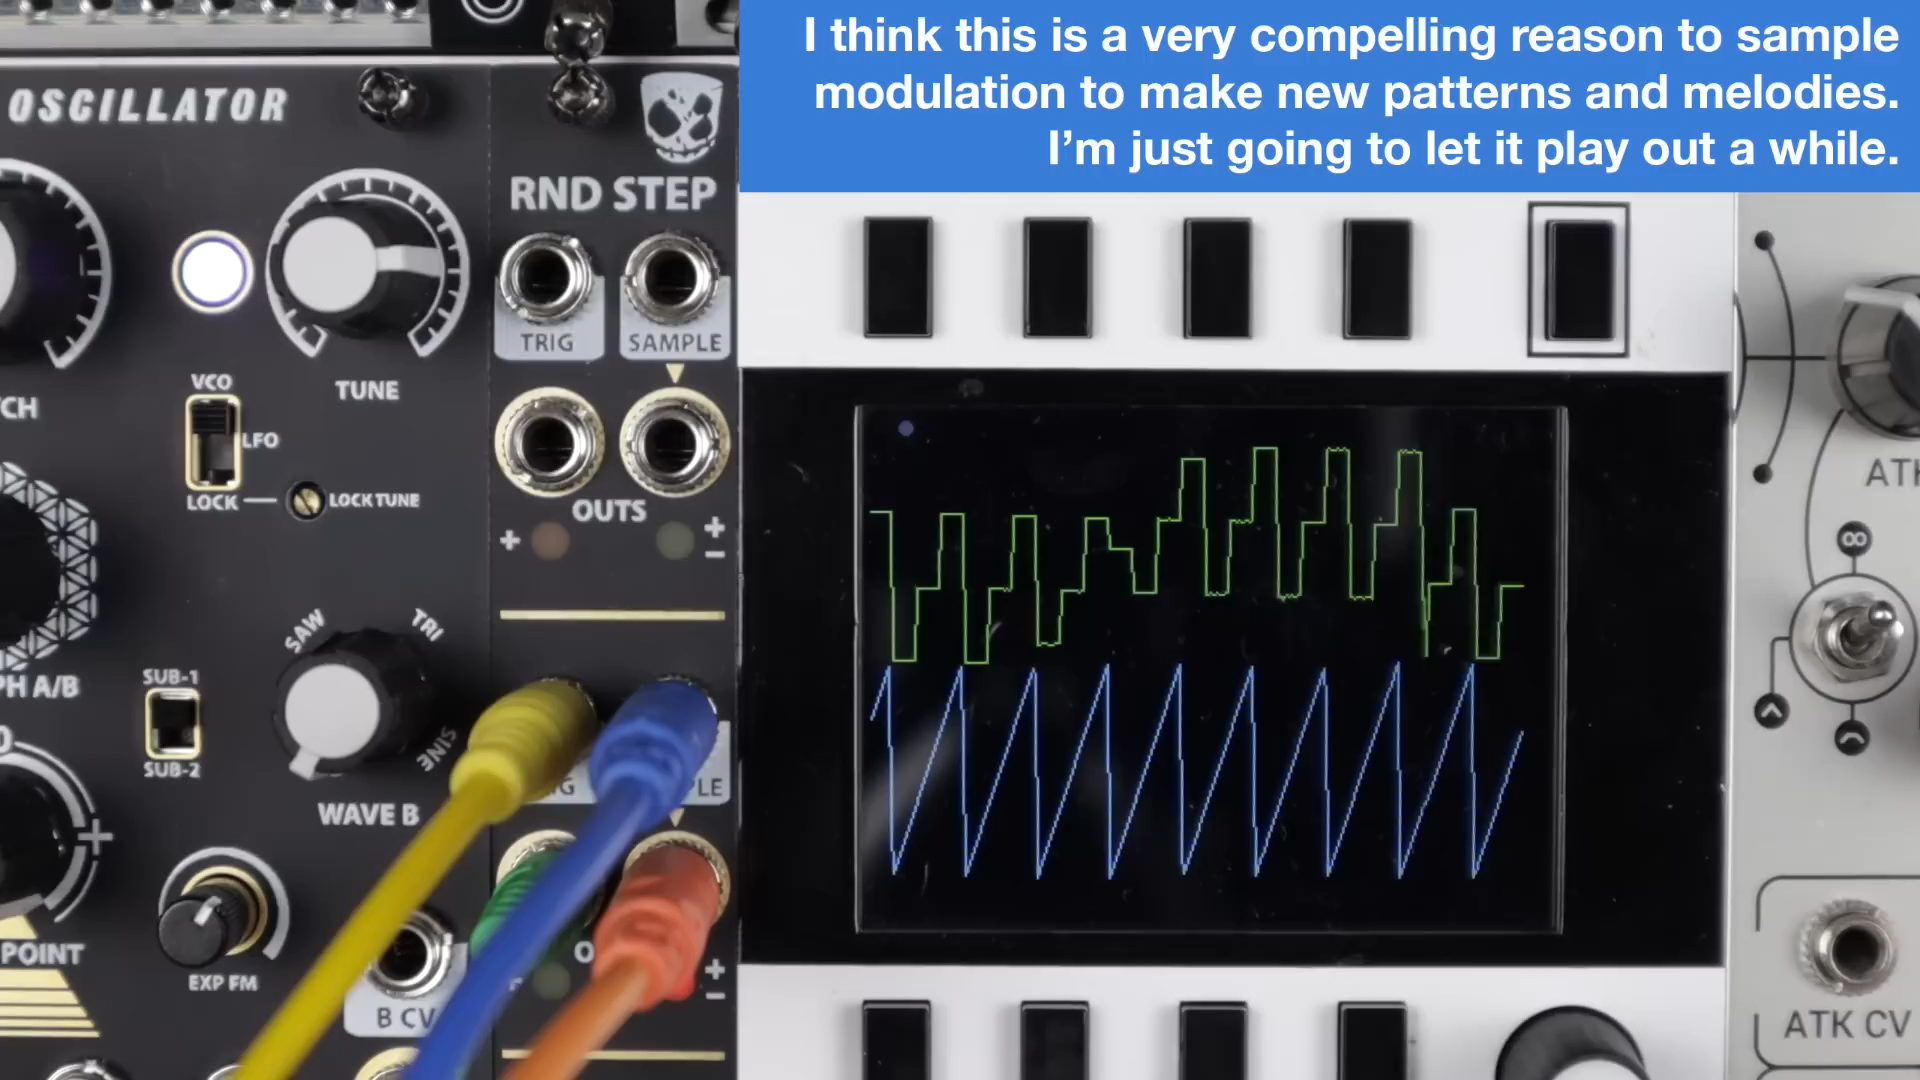 I think this is a very compelling reason to sample
modulation to make new patterns and melodies.
I’m just going to let it play out a while.
OSCILLATOR
RND STEP
TRIG
SAMPLE
VCO
LFO
LOCK
LOCK TUNE
TUNE
OUTS
+
+
−
SAW
TRI
SINE
SUB-1
SUB-2
WAVE B
+
POINT
EXP FM
B CV
+
−
∞
ATK CV